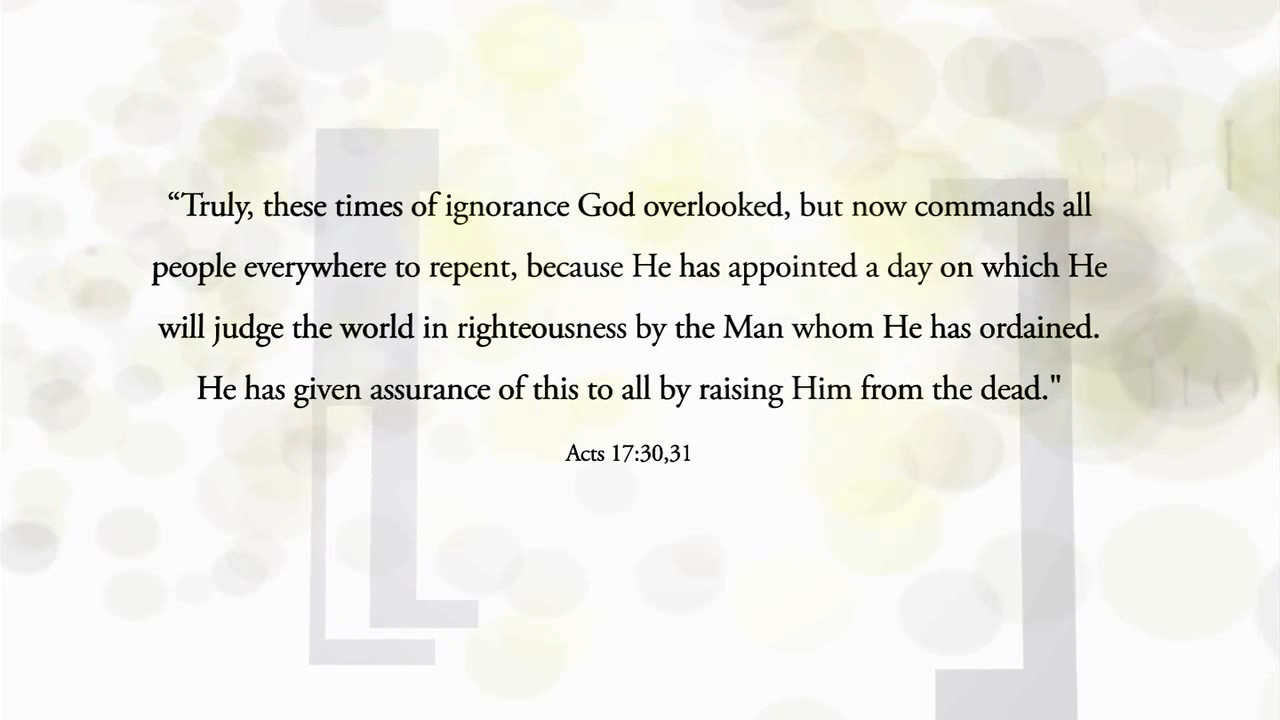 “Truly, these times of ignorance God overlooked, but now commands all
people everywhere to repent, because He has appointed a day on which He
will judge the world in righteousness by the Man whom He has ordained.
He has given assurance of this to all by raising Him from the dead."
Acts 17:30,31